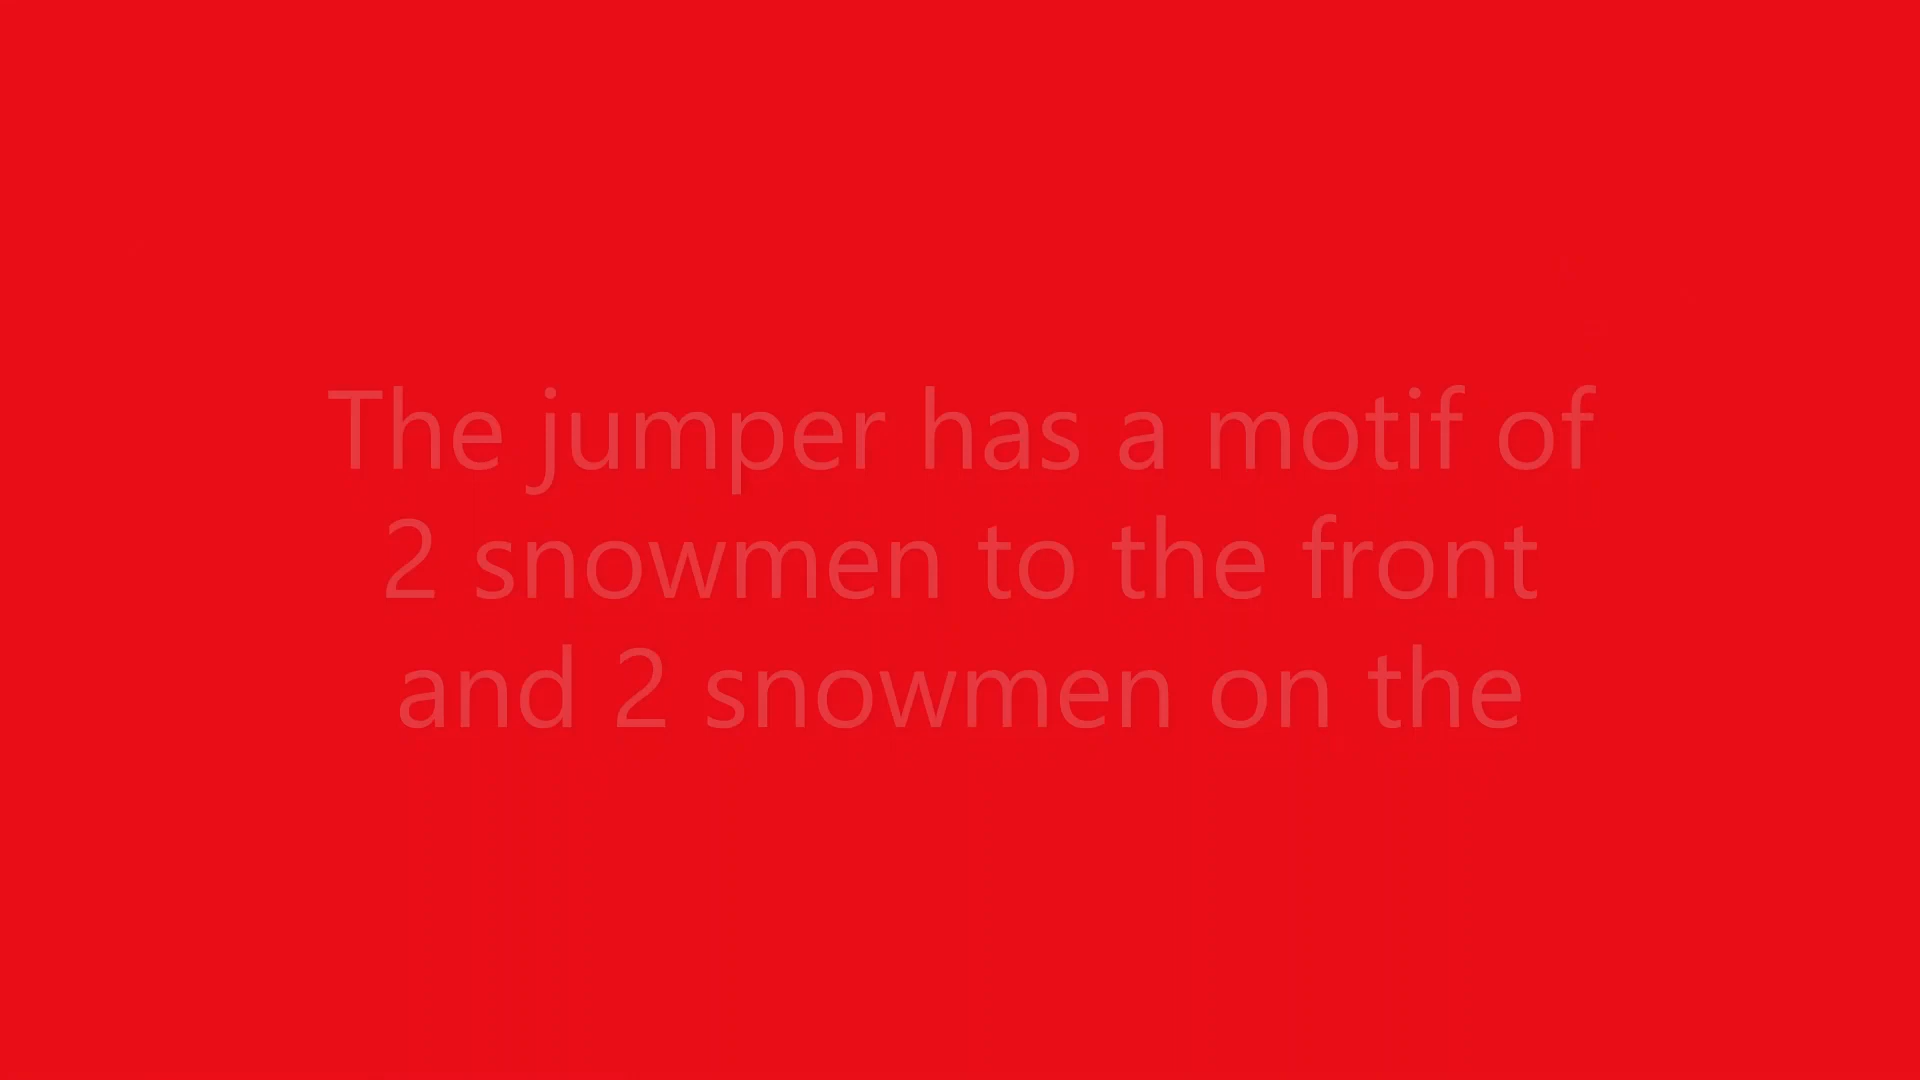 The jumper has a motif of
2 snowmen to the front
and 2 snowmen on the